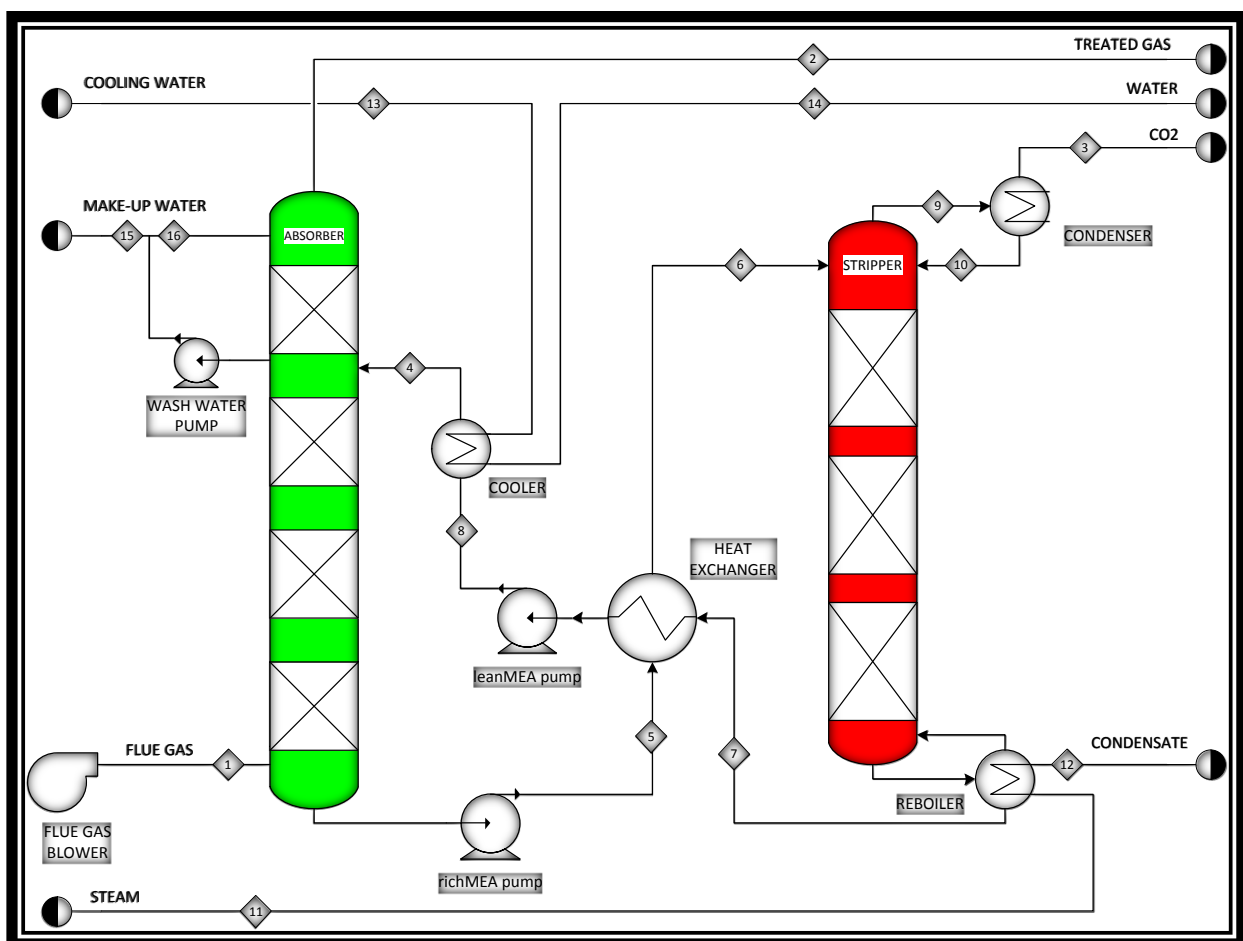 TREATED GAS
2
COOLING WATER
WATER
13
14
CO2
3
MAKE-UP WATER
9
15
16
ABSORBER
CONDENSER
6
STRIPPER
10
4
WASH WATER
PUMP
COOLER
8
HEAT
EXCHANGER
leanMEA pump
5
7
FLUE GAS
CONDENSATE
1
12
REBOILER
FLUE GAS
BLOWER
richMEA pump
STEAM
11